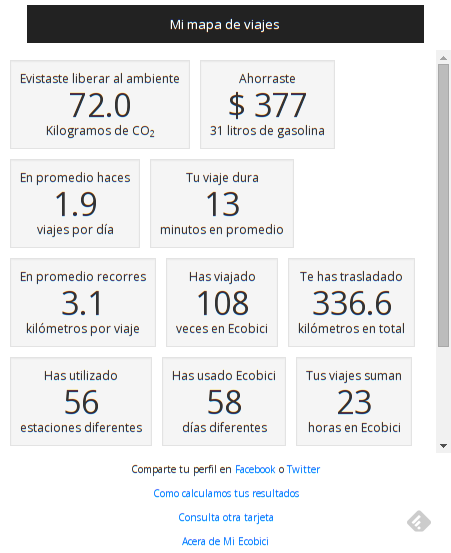 Mi mapa de viajes
Evistaste liberar al ambiente
72.0
Kilogramos de CO₂
Ahorraste
$ 377
31 litros de gasolina
En promedio haces
1.9
viajes por día
Tu viaje dura
13
minutos en promedio
En promedio recorres
3.1
kilómetros por viaje
Has viajado
108
veces en Ecobici
Te has trasladado
336.6
kilómetros en total
Has utilizado
56
estaciones diferentes
Has usado Ecobici
58
días diferentes
Tus viajes suman
23
horas en Ecobici
Comparte tu perfil en Facebook o Twitter
Como calculamos tus resultados
Consulta otra tarjeta
Acera de Mi Ecobici